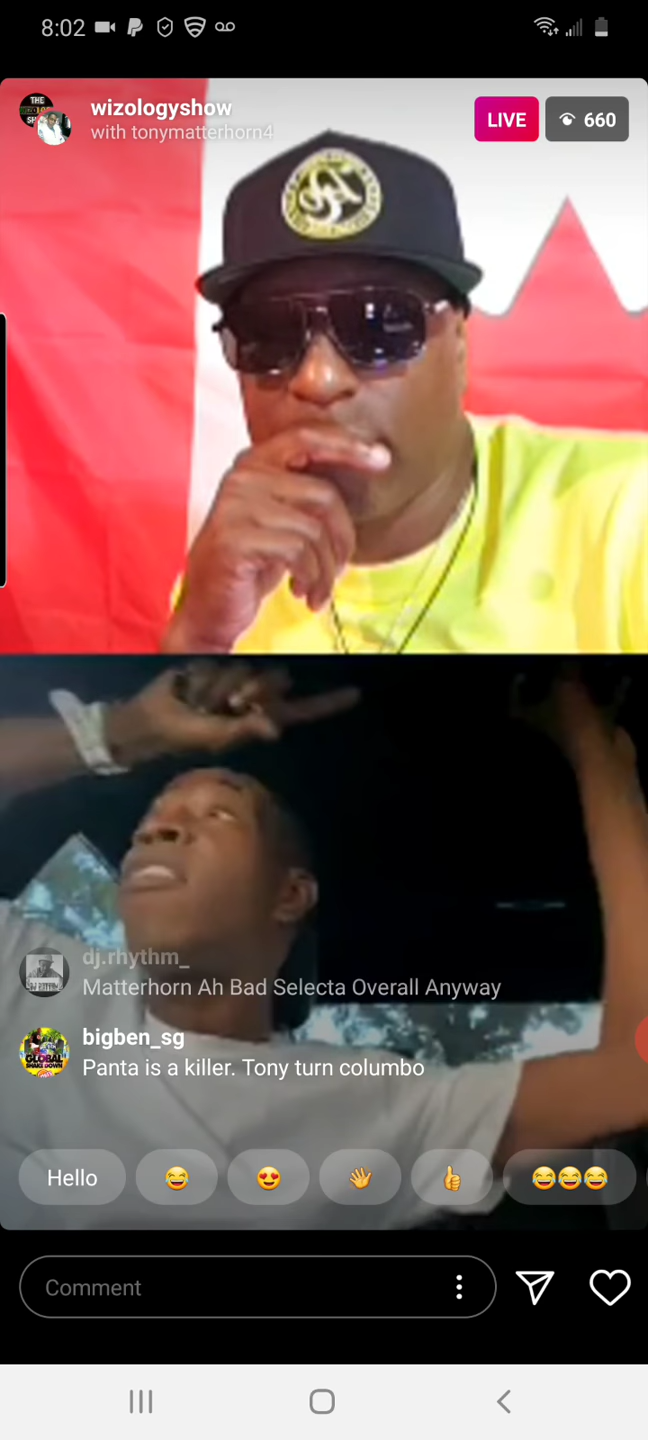 8:02
wizologyshow
with tonymatterhorn4
LIVE
660
dj.rhythm_
Matterhorn Ah Bad Selecta Overall Anyway
bigben_sg
Panta is a killer. Tony turn columbo
Hello
Comment